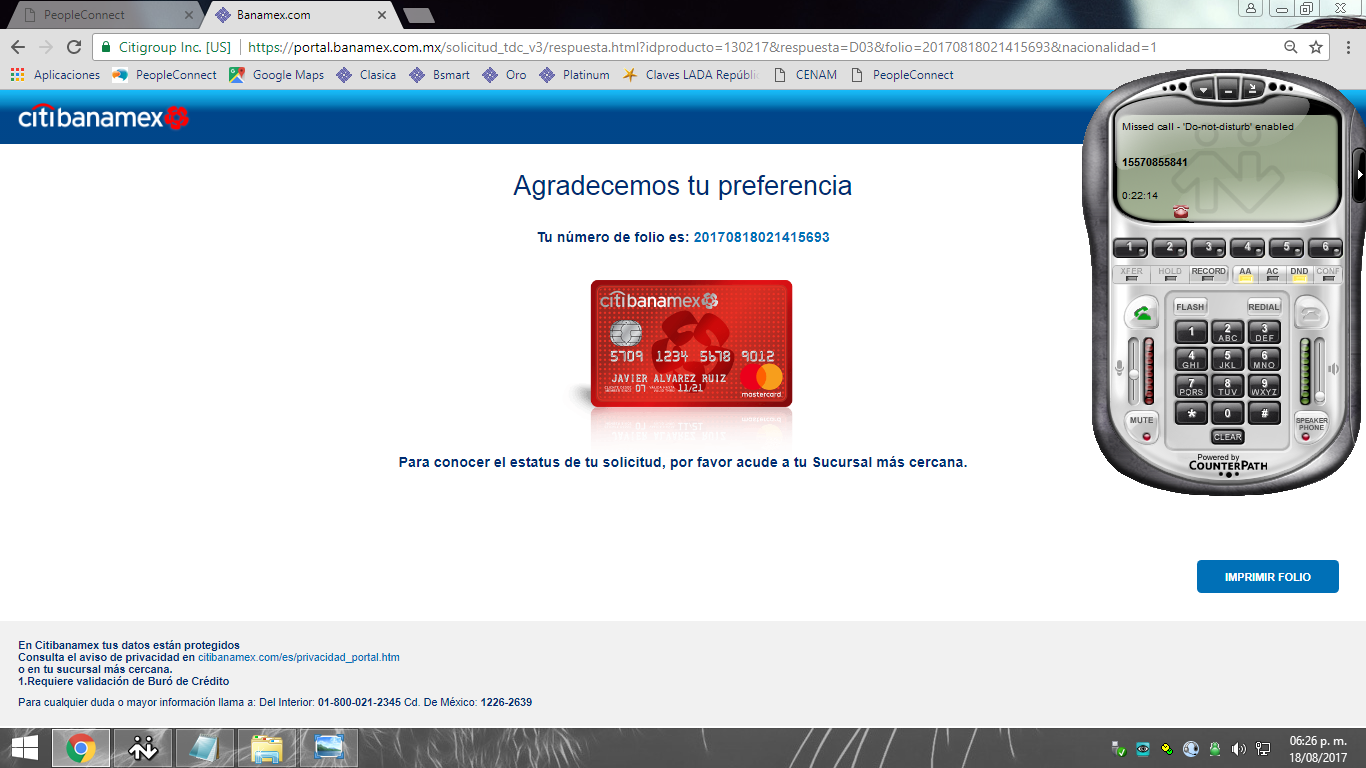 PeopleConnect
Banamex.com
Citigroup Inc. [US]
https://portal.banamex.com.mx/solicitud_tdc_v3/respuesta.html?idproducto=130217&respuesta=D03&folio=20170818021415693&nacionalidad=1
Aplicaciones PeopleConnect Google Maps Clasica Bsmart Oro Platinum Claves LADA Repúblic CENAM PeopleConnect
citibanamex
Agradecemos tu preferencia
Tu número de folio es: 20170818021415693
citibanamex
5709 1234 5678 9012
JAVIER ALVAREZ RUIZ
07 11/21
mastercard
Para conocer el estatus de tu solicitud, por favor acude a tu Sucursal más cercana.
IMPRIMIR FOLIO
En Citibanamex tus datos están protegidos
Consulta el aviso de privacidad en citibanamex.com/es/privacidad_portal.htm
o en tu sucursal más cercana.
1.Requiere validación de Buró de Crédito
Para cualquier duda o mayor información llama a: Del Interior: 01-800-021-2345 Cd. De México: 1226-2639
Missed call - 'Do-not-disturb' enabled
15570855841
0:22:14
1 2 3 4 5 6
XFER HOLD RECORD AA AC DND CONF
FLASH REDIAL
1 2 ABC 3 DEF
4 GHI 5 JKL 6 MNO
7 PQRS 8 TUV 9 WXYZ
* 0 #
MUTE
SPEAKER PHONE
CLEAR
Powered by
COUNTERPATH
06:26 p. m.
18/08/2017